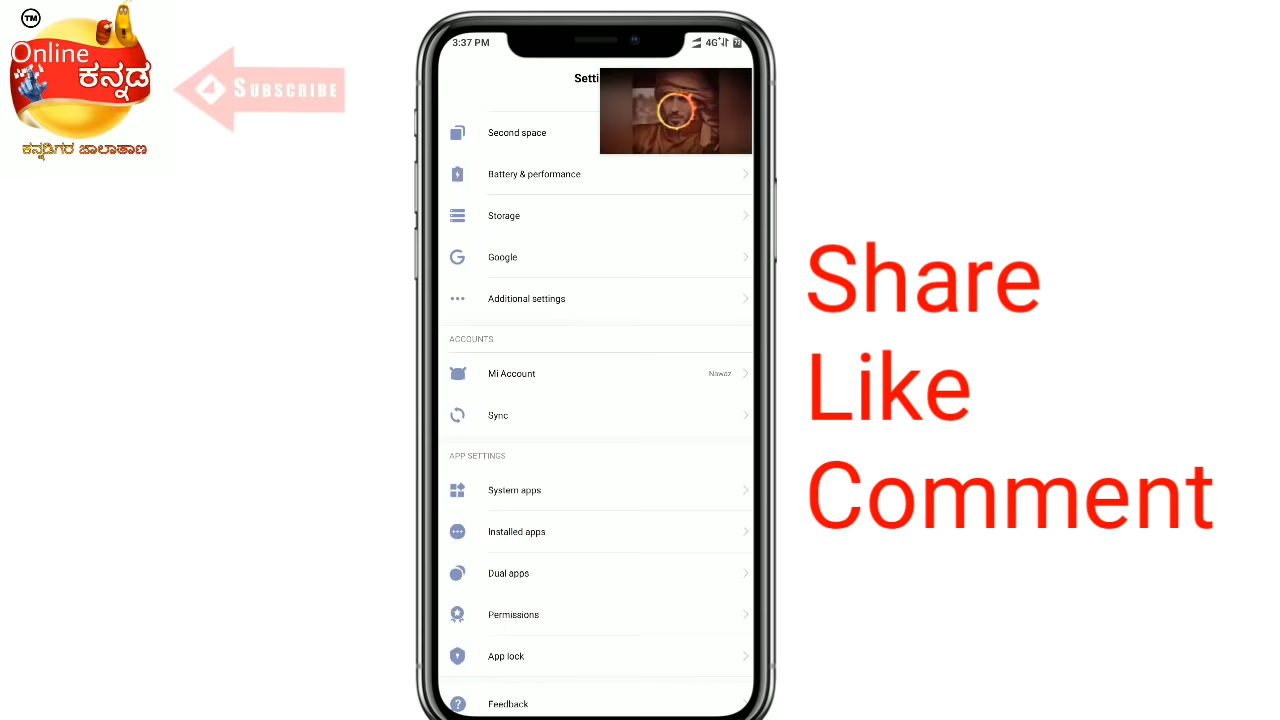 TM
Online
ಕನ್ನಡ
ಕನ್ನಡಿಗರ ಜಾಲಾತಾಣ
SUBSCRIBE
3:37 PM
4G
72
Setti
Second space
Battery & performance
Storage
Google
Additional settings
ACCOUNTS
Mi Account
Nawaz
Sync
APP SETTINGS
System apps
Installed apps
Dual apps
Permissions
App lock
Feedback
Share
Like
Comment